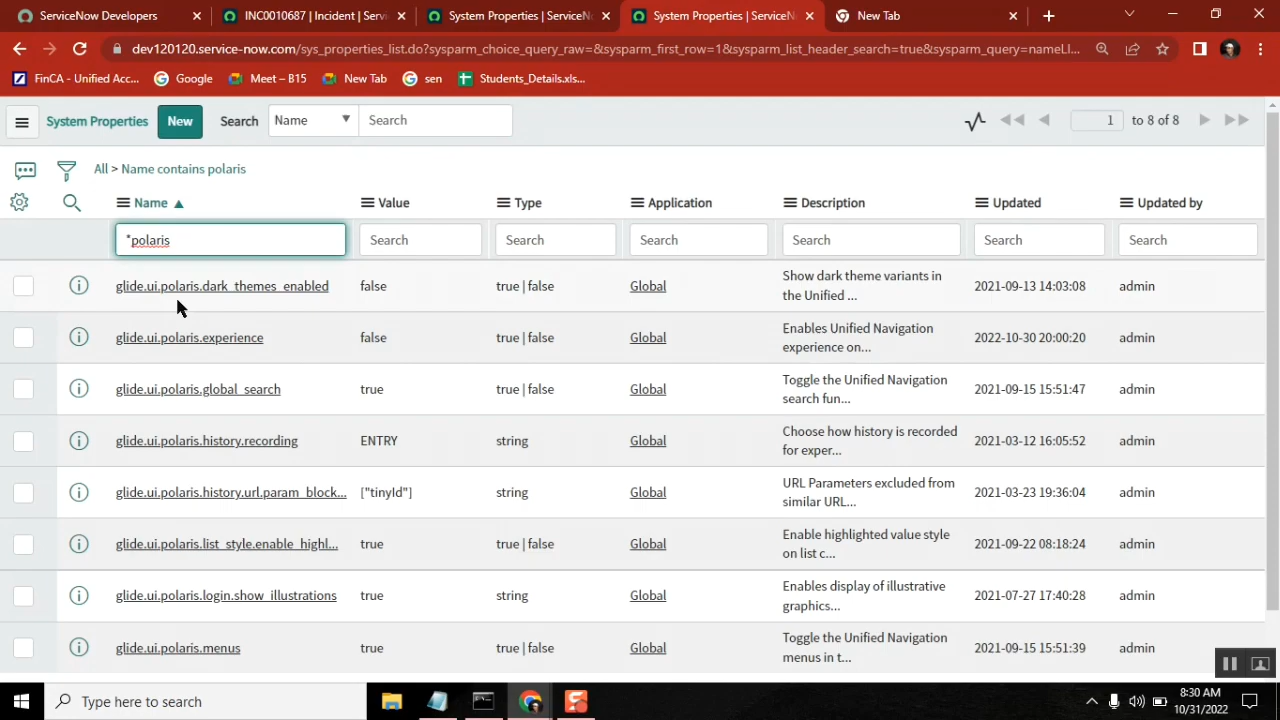 ServiceNow Developers
INC0010687 | Incident | Servi
System Properties | ServiceN
System Properties | ServiceN
New Tab
dev120120.service-now.com/sys_properties_list.do?sysparm_choice_query_raw=&sysparm_first_row=1&sysparm_list_header_search=true&sysparm_query=nameLI...
FinCA - Unified Acc...
Google
Meet – B15
New Tab
sen
Students_Details.xls...
System Properties
New
Search
Name
Search
1
to 8 of 8
All > Name contains polaris
Name
Value
Type
Application
Description
Updated
Updated by
*polaris
Search
Search
Search
Search
Search
Search
glide.ui.polaris.dark_themes_enabled
false
true | false
Global
Show dark theme variants in
the Unified ...
2021-09-13 14:03:08
admin
glide.ui.polaris.experience
false
true | false
Global
Enables Unified Navigation
experience on...
2022-10-30 20:00:20
admin
glide.ui.polaris.global_search
true
true | false
Global
Toggle the Unified Navigation
search fun...
2021-09-15 15:51:47
admin
glide.ui.polaris.history.recording
ENTRY
string
Global
Choose how history is recorded
for exper...
2021-03-12 16:05:52
admin
glide.ui.polaris.history.url.param_block...
["tinyId"]
string
Global
URL Parameters excluded from
similar URL...
2021-03-23 19:36:04
admin
glide.ui.polaris.list_style.enable_highl...
true
true | false
Global
Enable highlighted value style
on list c...
2021-09-22 08:18:24
admin
glide.ui.polaris.login.show_illustrations
true
string
Global
Enables display of illustrative
graphics...
2021-07-27 17:40:28
admin
glide.ui.polaris.menus
true
true | false
Global
Toggle the Unified Navigation
menus in t...
2021-09-15 15:51:39
admin
Type here to search
8:30 AM
10/31/2022